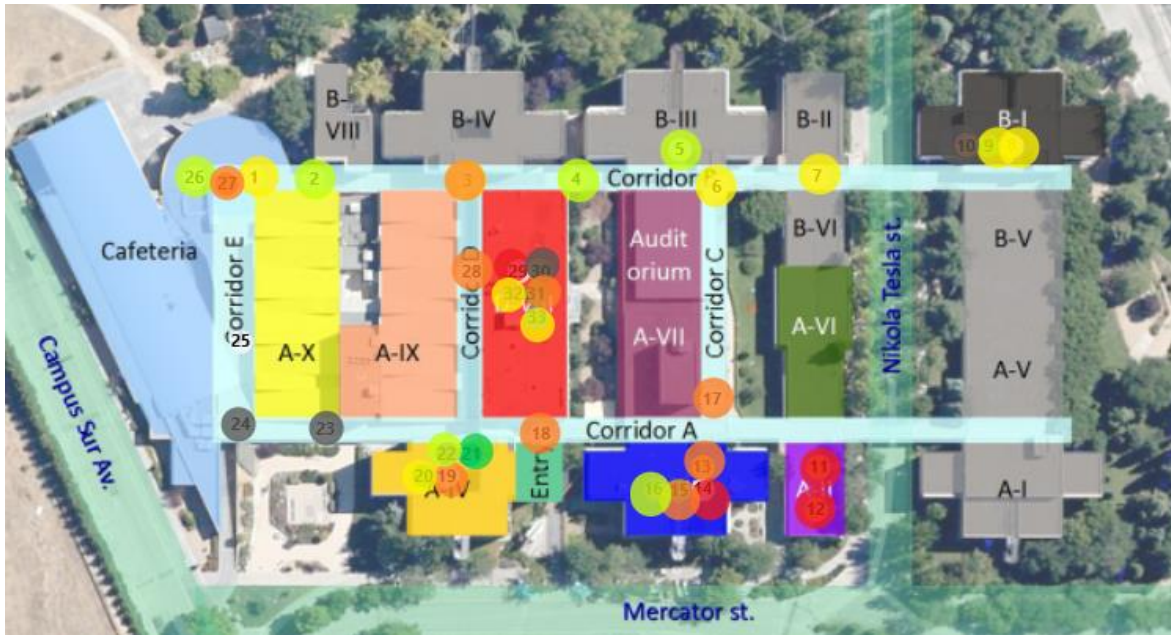 B-
VIII
B-IV
B-III
B-II
B-I
10
9
5
26
27
1
2
3
4
Corridor
6
7
Cafeteria
Corridor E
Corridor D
28
29
30
32
31
33
Audit
orium
A-VII
Corridor C
B-VI
A-VI
Nikola Tesla st.
B-V
A-V
25
A-X
A-IX
Campus Sur Av.
24
23
18
17
Corridor A
22
21
20
19
A-IV
Entr
13
16
15
14
11
12
A-I
Mercator st.